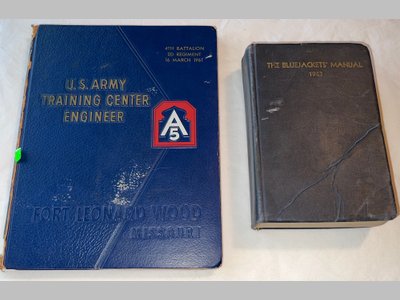 4TH BATTALION
2D REGIMENT
16 MARCH 1961
U.S. ARMY
TRAINING CENTER
ENGINEER
A
5
FORT LEONARD WOOD
MISSOURI
THE BLUEJACKETS' MANUAL
1943